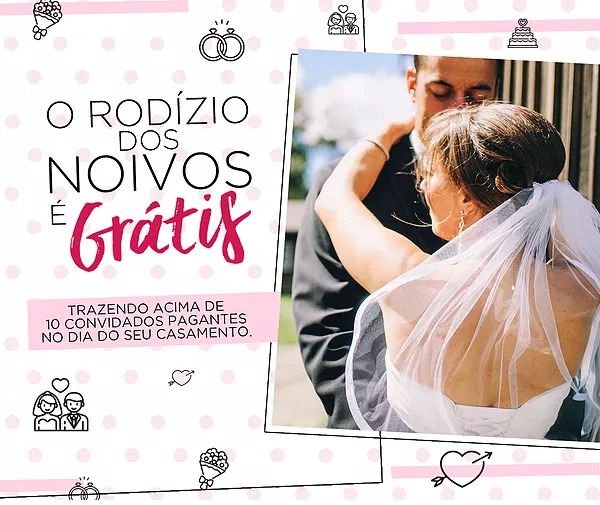 O RODÍZIO
DOS
NOIVOS
É Grátis
TRAZENDO ACIMA DE
10 CONVIDADOS PAGANTES
NO DIA DO SEU CASAMENTO.